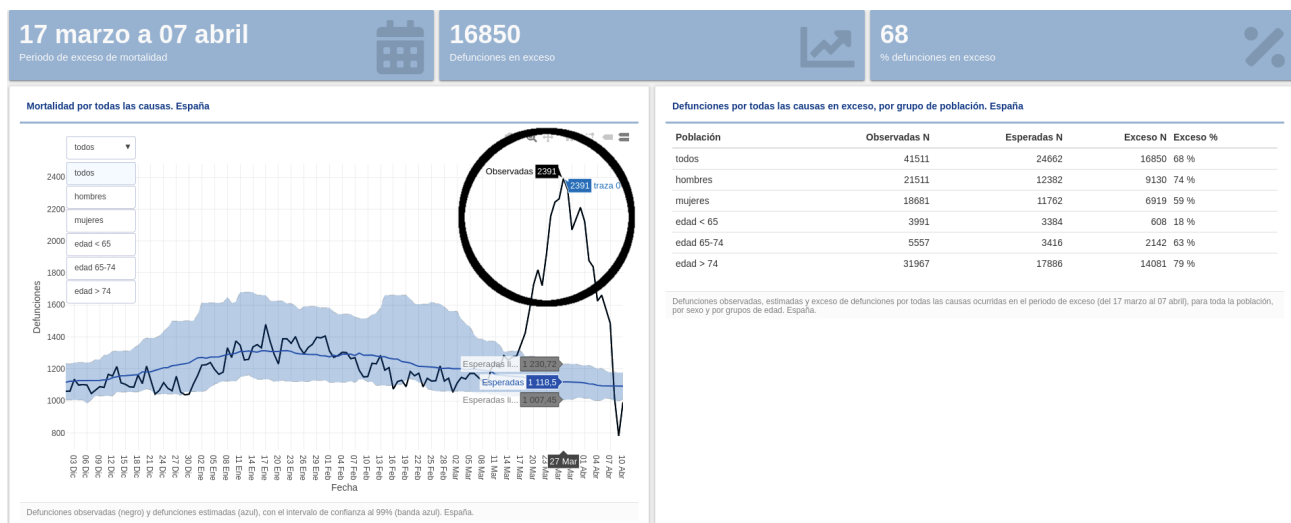 17 marzo a 07 abril
Periodo de exceso de mortalidad
16850
Defunciones en exceso
68
% defunciones en exceso
Mortalidad por todas las causas. España
todos ▼
todos
hombres
mujeres
edad < 65
edad 65-74
edad > 74
Defunciones
2400
2200
2000
1800
1600
1400
1200
1000
800
Observadas 2391
2391 traza 0
Esperadas li... 1 230,72
Esperadas 1 118,5
Esperadas li... 1 007,45
03 Dic
06 Dic
09 Dic
12 Dic
15 Dic
18 Dic
21 Dic
24 Dic
27 Dic
30 Dic
02 Ene
05 Ene
08 Ene
11 Ene
14 Ene
17 Ene
20 Ene
23 Ene
26 Ene
29 Ene
01 Feb
04 Feb
07 Feb
10 Feb
13 Feb
16 Feb
19 Feb
22 Feb
25 Feb
28 Feb
02 Mar
05 Mar
08 Mar
11 Mar
14 Mar
17 Mar
20 Mar
27 Mar
01 Abr
04 Abr
07 Abr
10 Abr
Fecha
Defunciones observadas (negro) y defunciones estimadas (azul), con el intervalo de confianza al 99% (banda azul). España.
Defunciones por todas las causas en exceso, por grupo de población. España
Población Observadas N Esperadas N Exceso N Exceso %
todos 41511 24662 16850 68 %
hombres 21511 12382 9130 74 %
mujeres 18681 11762 6919 59 %
edad < 65 3991 3384 608 18 %
edad 65-74 5557 3416 2142 63 %
edad > 74 31967 17886 14081 79 %
Defunciones observadas, estimadas y exceso de defunciones por todas las causas ocurridas en el periodo de exceso (del 17 marzo al 07 abril), para toda la población,
por sexo y por grupos de edad. España.